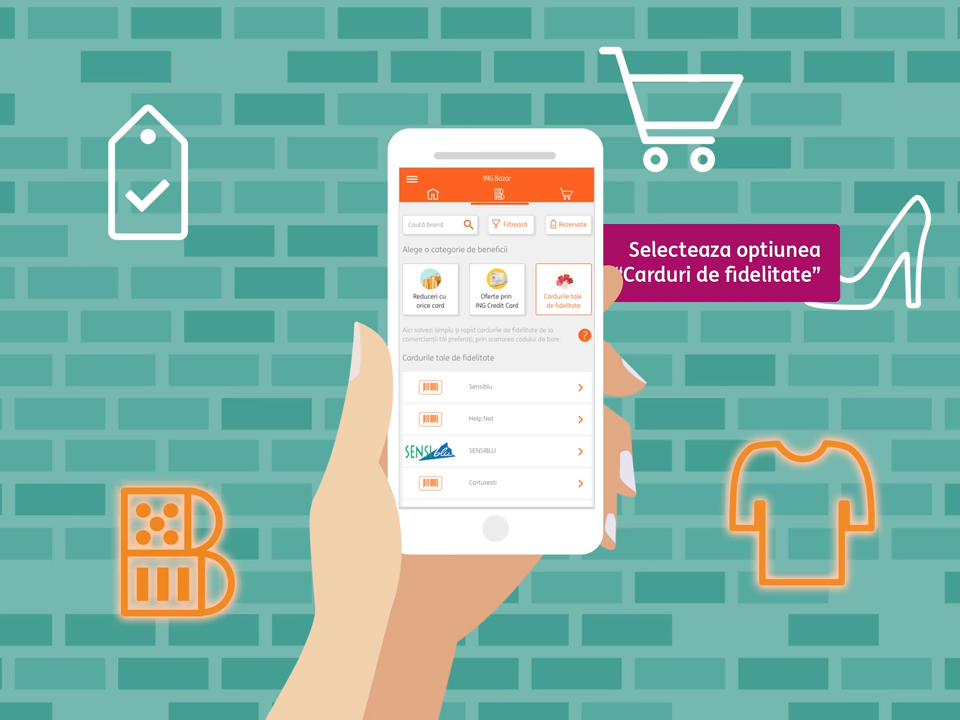 ING Bazar
Caută brand
Filtrează
Rezervate
Alege o categorie de beneficii
Reduceri cu
orice card
Oferte prin
ING Credit Card
Cardurile tale
de fidelitate
Aici salvezi simplu și rapid cardurile de fidelitate de la
comercianții tăi preferați, prin scanarea codului de bare.
?
Cardurile tale de fidelitate
Sensiblu
Help Net
SENSIblu
SENSIBLU
Carturesti
Selecteaza optiunea
“Carduri de fidelitate”